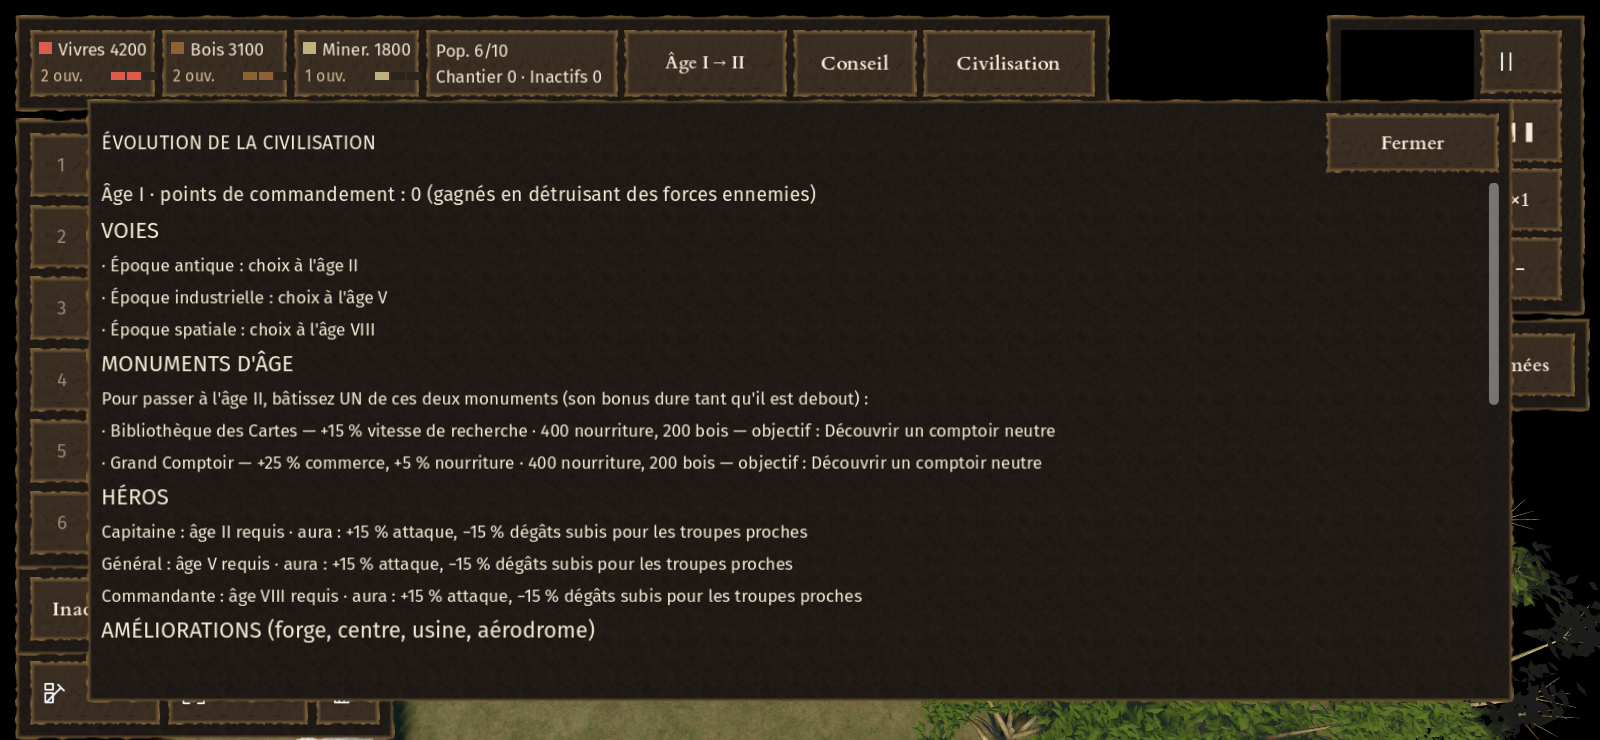 Vivres 4200
2 ouv.
Bois 3100
2 ouv.
Miner. 1800
1 ouv.
Pop. 6/10
Chantier 0 · Inactifs 0
Âge I → II
Conseil
Civilisation
ÉVOLUTION DE LA CIVILISATION
Fermer
Âge I · points de commandement : 0 (gagnés en détruisant des forces ennemies)
VOIES
· Époque antique : choix à l'âge II
· Époque industrielle : choix à l'âge V
· Époque spatiale : choix à l'âge VIII
MONUMENTS D'ÂGE
Pour passer à l'âge II, bâtissez UN de ces deux monuments (son bonus dure tant qu'il est debout) :
· Bibliothèque des Cartes — +15 % vitesse de recherche · 400 nourriture, 200 bois — objectif : Découvrir un comptoir neutre
· Grand Comptoir — +25 % commerce, +5 % nourriture · 400 nourriture, 200 bois — objectif : Découvrir un comptoir neutre
HÉROS
Capitaine : âge II requis · aura : +15 % attaque, −15 % dégâts subis pour les troupes proches
Général : âge V requis · aura : +15 % attaque, −15 % dégâts subis pour les troupes proches
Commandante : âge VIII requis · aura : +15 % attaque, −15 % dégâts subis pour les troupes proches
AMÉLIORATIONS (forge, centre, usine, aérodrome)
1
2
3
4
5
6
×1
−